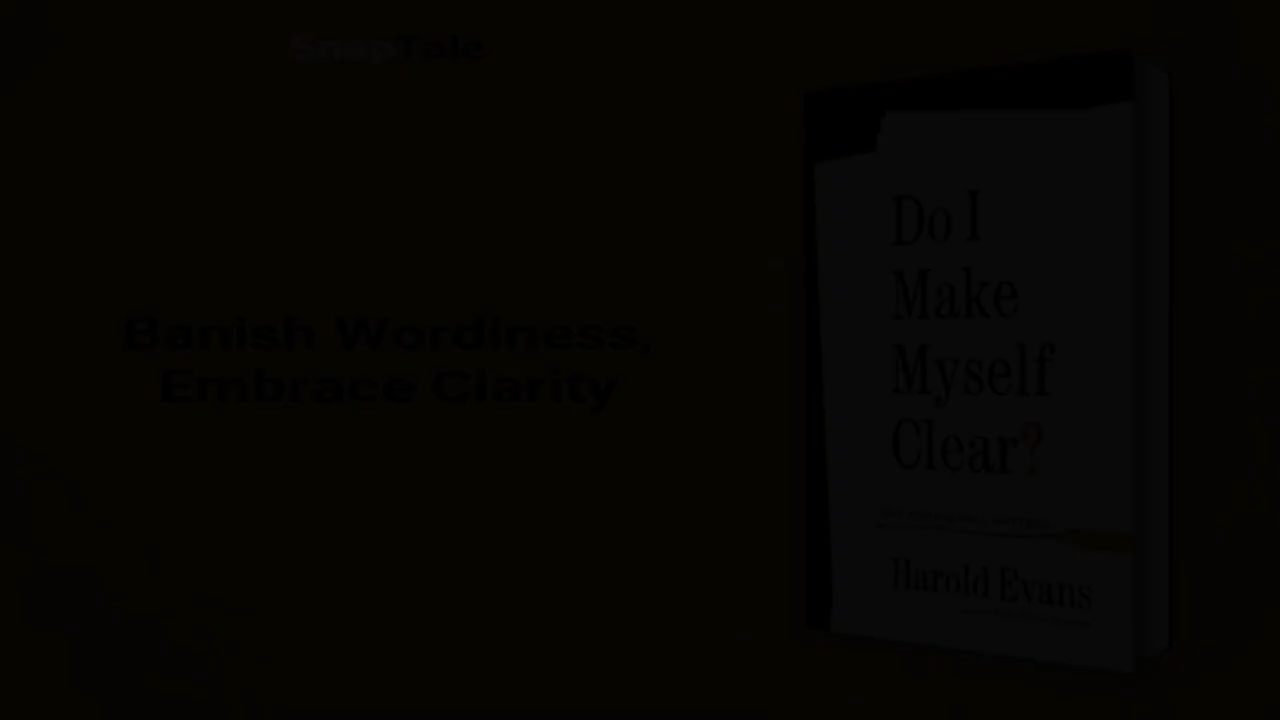 SnapTale
Banish Wordiness,
Embrace Clarity
Do I
Make
Myself
Clear?
Harold Evans